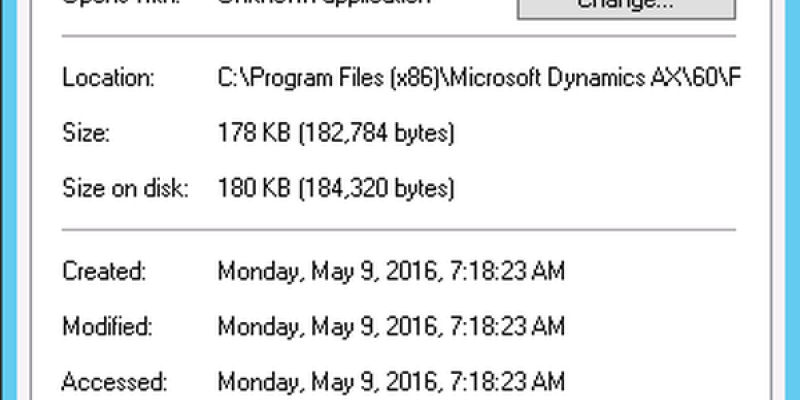 Opens with: Unknown application Change...
Location: C:\Program Files (x86)\Microsoft Dynamics AX\60\F
Size: 178 KB (182,784 bytes)
Size on disk: 180 KB (184,320 bytes)
Created: Monday, May 9, 2016, 7:18:23 AM
Modified: Monday, May 9, 2016, 7:18:23 AM
Accessed: Monday, May 9, 2016, 7:18:23 AM